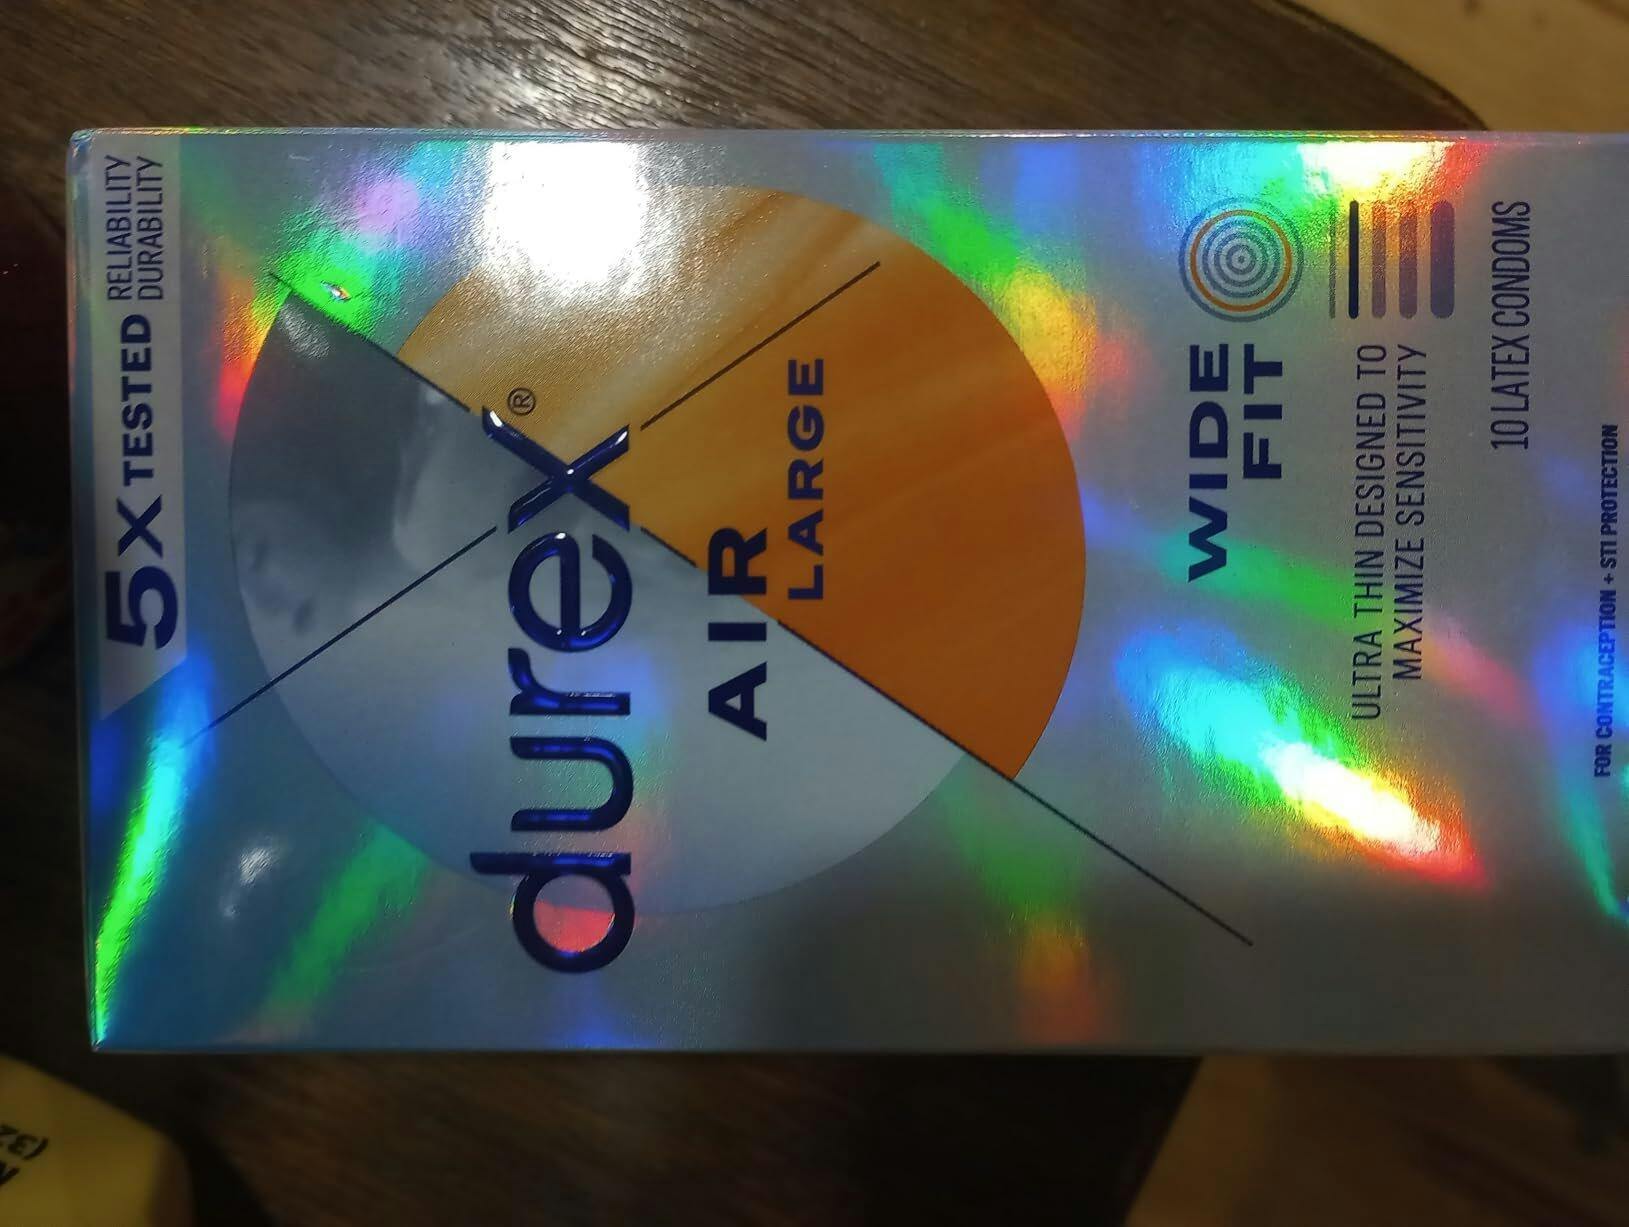 5X TESTED RELIABILITY
DURABILITY
durex®
AIR
LARGE
WIDE
FIT
ULTRA THIN DESIGNED TO
MAXIMIZE SENSITIVITY
10 LATEX CONDOMS
FOR CONTRACEPTION + STI PROTECTION